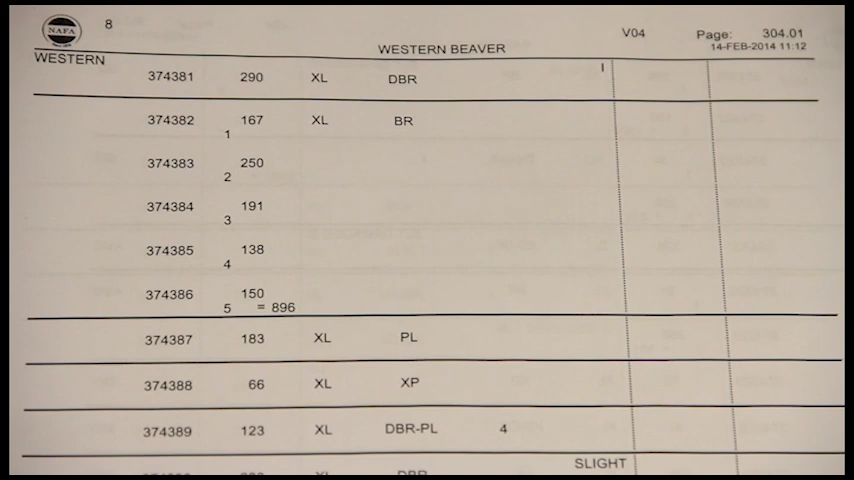 NAFA
8
V04 Page: 304.01
14-FEB-2014 11:12
WESTERN BEAVER
WESTERN
374381 290 XL DBR
374382 167 XL BR
1
374383 250
2
374384 191
3
374385 138
4
374386 150
5 = 896
374387 183 XL PL
374388 66 XL XP
374389 123 XL DBR-PL 4
SLIGHT
XL DBR